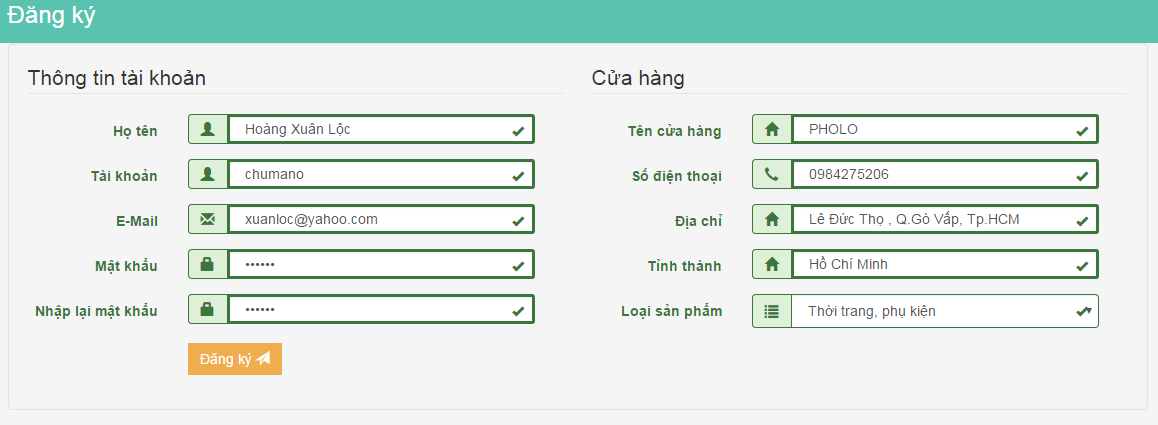 Đăng ký
Thông tin tài khoản
Họ tên
Hoàng Xuân Lộc
Tài khoản
chumano
E-Mail
xuanloc@yahoo.com
Mật khẩu
••••••
Nhập lại mật khẩu
••••••
Đăng ký
Cửa hàng
Tên cửa hàng
PHOLO
Số điện thoại
0984275206
Địa chỉ
Lê Đức Thọ , Q.Gò Vấp, Tp.HCM
Tỉnh thành
Hồ Chí Minh
Loại sản phẩm
Thời trang, phụ kiện